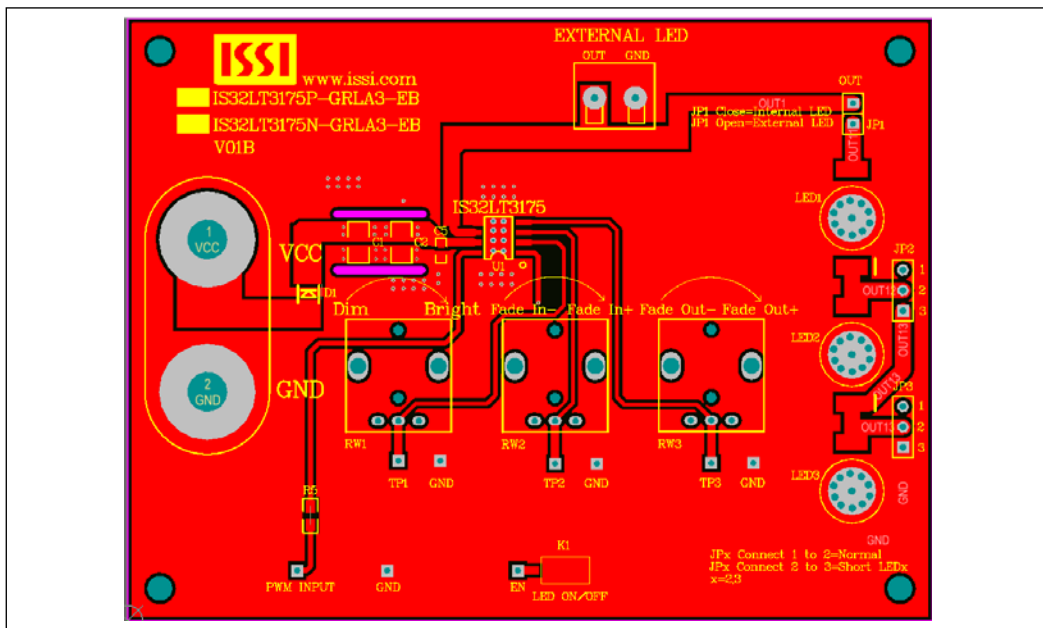 EXTERNAL LED
OUT GND
ISSI
www.issi.com
IS32LT3175P-GRLA3-EB
IS32LT3175N-GRLA3-EB
V01B
OUT
OUT1
JP1 Close=Internal LED
JP1 Open=External LED
JP1
OUT11
LED1
IS32LT3175
C5
C1 C2
U1
1
VCC
VCC
D1
JP2
1
OUT12 2
3
OUT13
Dim Bright Fade In- Fade In+ Fade Out- Fade Out+
LED2
OUT13
JP3
2
GND
GND
1
OUT13 2
3
RW1 RW2 RW3
TP1 GND TP2 GND TP3 GND
LED3
GND
R5
GND
K1
JPx Connect 1 to 2=Normal
JPx Connect 2 to 3=Short LEDx
x=2,3
PWM INPUT GND EN LED ON/OFF